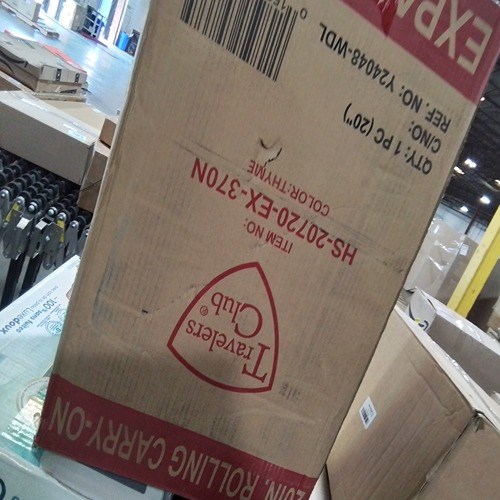 20IN. ROLLING CARRY-ON
Travelers
Club®
ITEM NO.
HS-20720-EX-370N
COLOR:THYME
QTY: 1 PC (20")
C/NO:
REF. NO: Y24048-WDL
EXPA